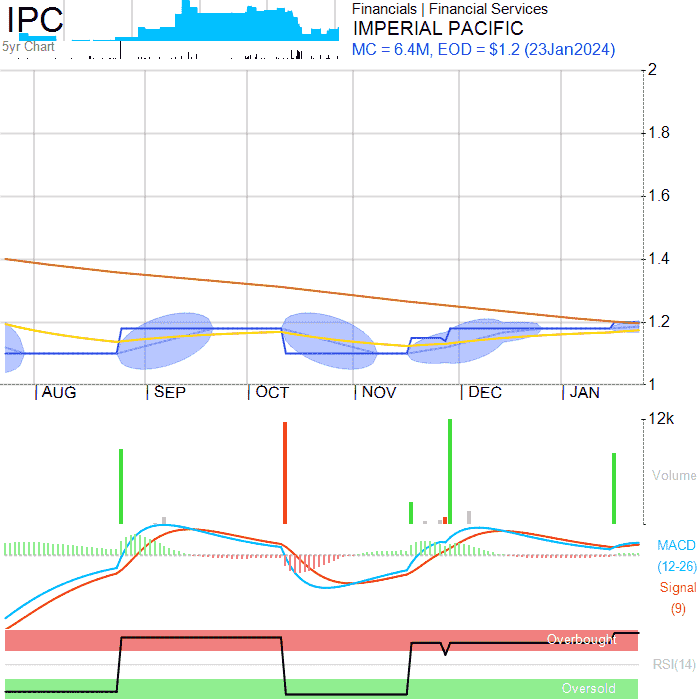 IPC
5yr Chart
Financials | Financial Services
IMPERIAL PACIFIC
MC = 6.4M, EOD = $1.2 (23Jan2024)
2
1.8
1.6
1.4
1.2
1
AUG SEP OCT NOV DEC JAN
12k
Volume
MACD
(12-26)
Signal
(9)
Overbought
RSI(14)
Oversold